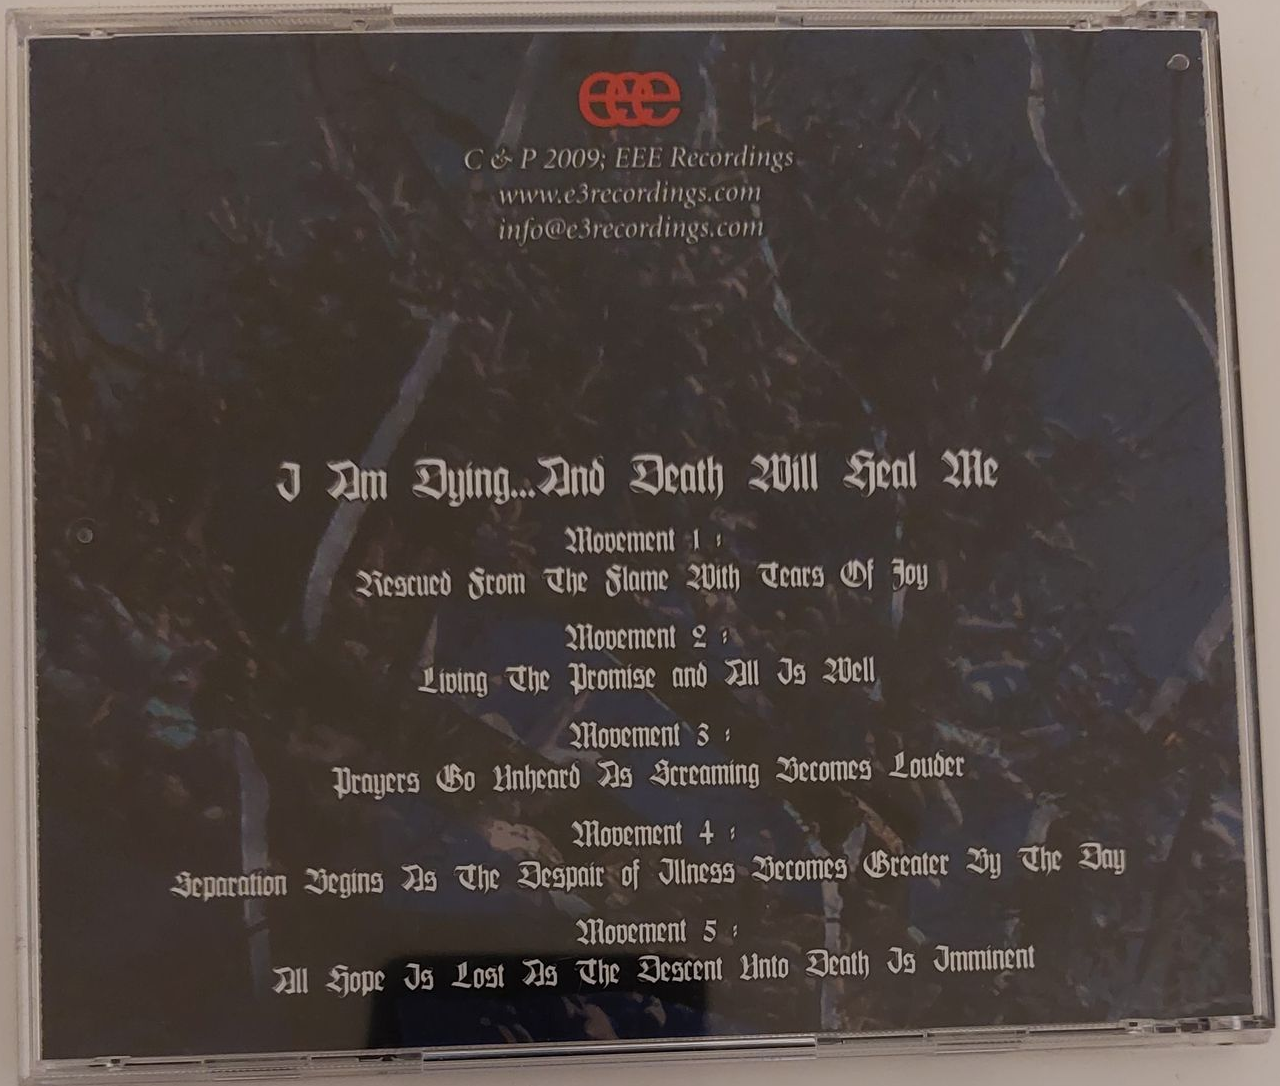 eee
C & P 2009; EEE Recordings
www.e3recordings.com
info@e3recordings.com
I Am Dying...And Death Will Heal Me
Movement 1 :
Rescued From The Flame With Tears Of Joy
Movement 2 :
Living The Promise and All Is Well
Movement 3 :
Prayers Go Unheard As Screaming Becomes Louder
Movement 4 :
Separation Begins As The Despair of Illness Becomes Greater By The Day
Movement 5 :
All Hope Is Lost As The Descent Unto Death Is Imminent